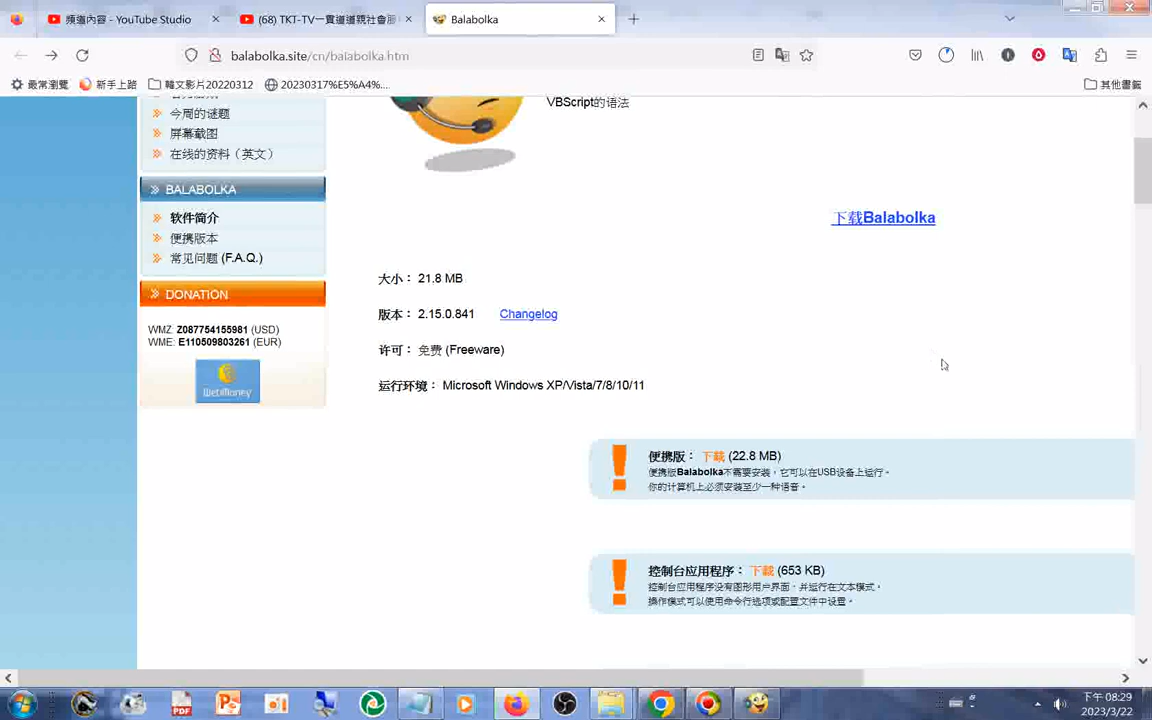 頻道內容 - YouTube Studio
(68) TKT-TV一貫道道親社會服
Balabolka
balabolka.site/cn/balabolka.htm
最常瀏覽
新手上路
韓文影片20220312
20230317%E5%A4%...
其他書籤
今周的谜题
屏幕截图
在线的资料（英文）
BALABOLKA
软件简介
便携版本
常见问题 (F.A.Q.)
DONATION
WMZ: Z087754155981 (USD)
WME: E110509803261 (EUR)
WebMoney
VBScript的语法
下载Balabolka
大小： 21.8 MB
版本： 2.15.0.841 Changelog
许可： 免费 (Freeware)
运行环境： Microsoft Windows XP/Vista/7/8/10/11
便携版： 下载 (22.8 MB)
便携版Balabolka不需要安装，它可以在USB设备上运行。
你的计算机上必须安装至少一种语音。
控制台应用程序： 下载 (653 KB)
控制台应用程序没有图形用户界面，并运行在文本模式。
操作模式可以使用命令行选项或配置文件中设置。
PDF
下午 08:29
2023/3/22